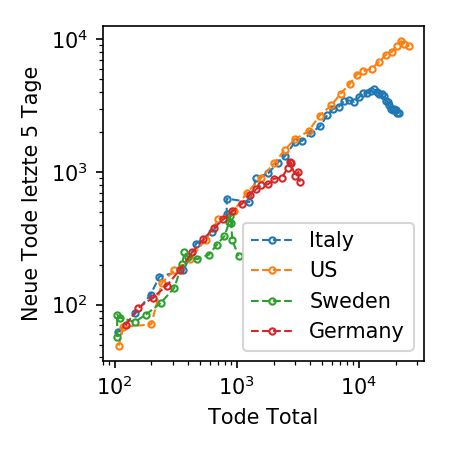 Neue Tode letzte 5 Tage
10⁴
10³
10²
Italy
US
Sweden
Germany
10² 10³ 10⁴
Tode Total